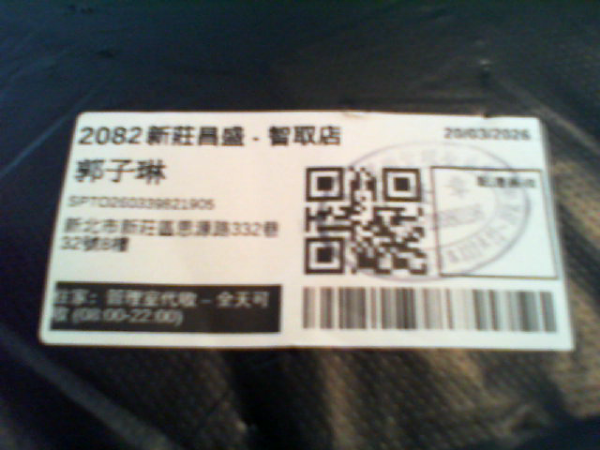 2082 新莊昌盛 - 智取店
20/03/2026
郭子琳
SPTO260339821905
新北市新莊區思源路332巷
32號8樓
住家: 管理室代收 – 全天可
收 (08:00-22:00)